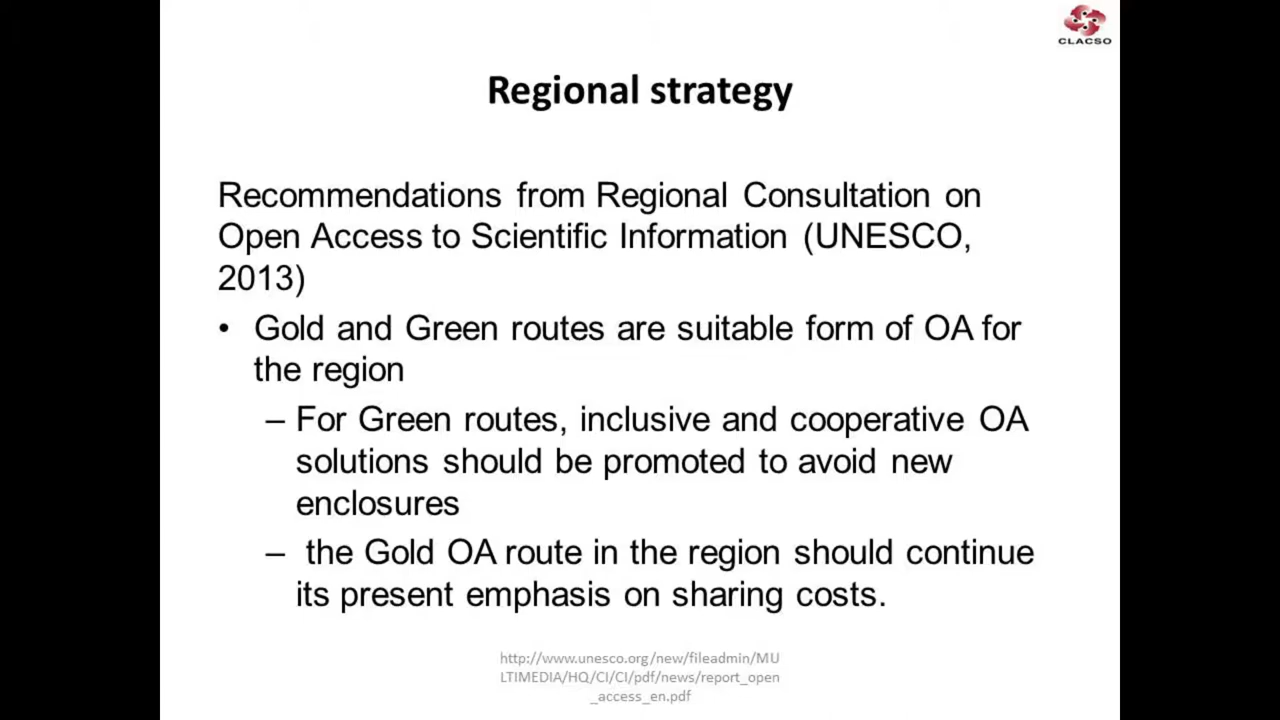 CLACSO
Regional strategy
Recommendations from Regional Consultation on
Open Access to Scientific Information (UNESCO,
2013)
• Gold and Green routes are suitable form of OA for
the region
– For Green routes, inclusive and cooperative OA
solutions should be promoted to avoid new
enclosures
– the Gold OA route in the region should continue
its present emphasis on sharing costs.
http://www.unesco.org/new/fileadmin/MU
LTIMEDIA/HQ/CI/CI/pdf/news/report_open
_access_en.pdf